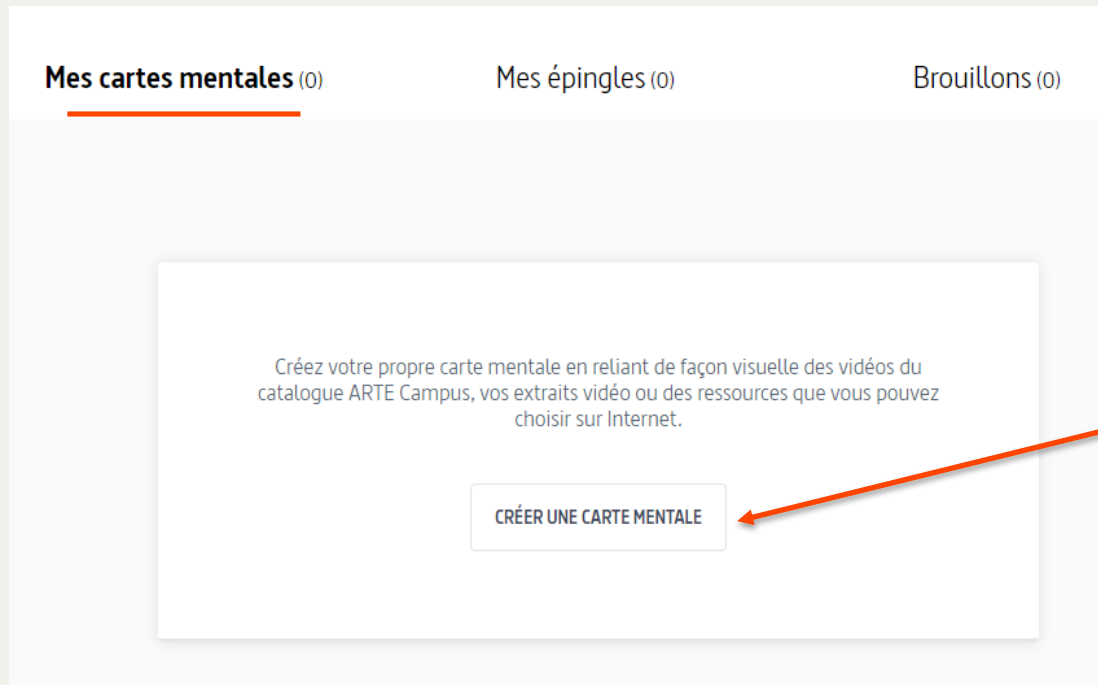 Mes cartes mentales (0) Mes épingles (0) Brouillons (0)
Créez votre propre carte mentale en reliant de façon visuelle des vidéos du
catalogue ARTE Campus, vos extraits vidéo ou des ressources que vous pouvez
choisir sur Internet.
CRÉER UNE CARTE MENTALE